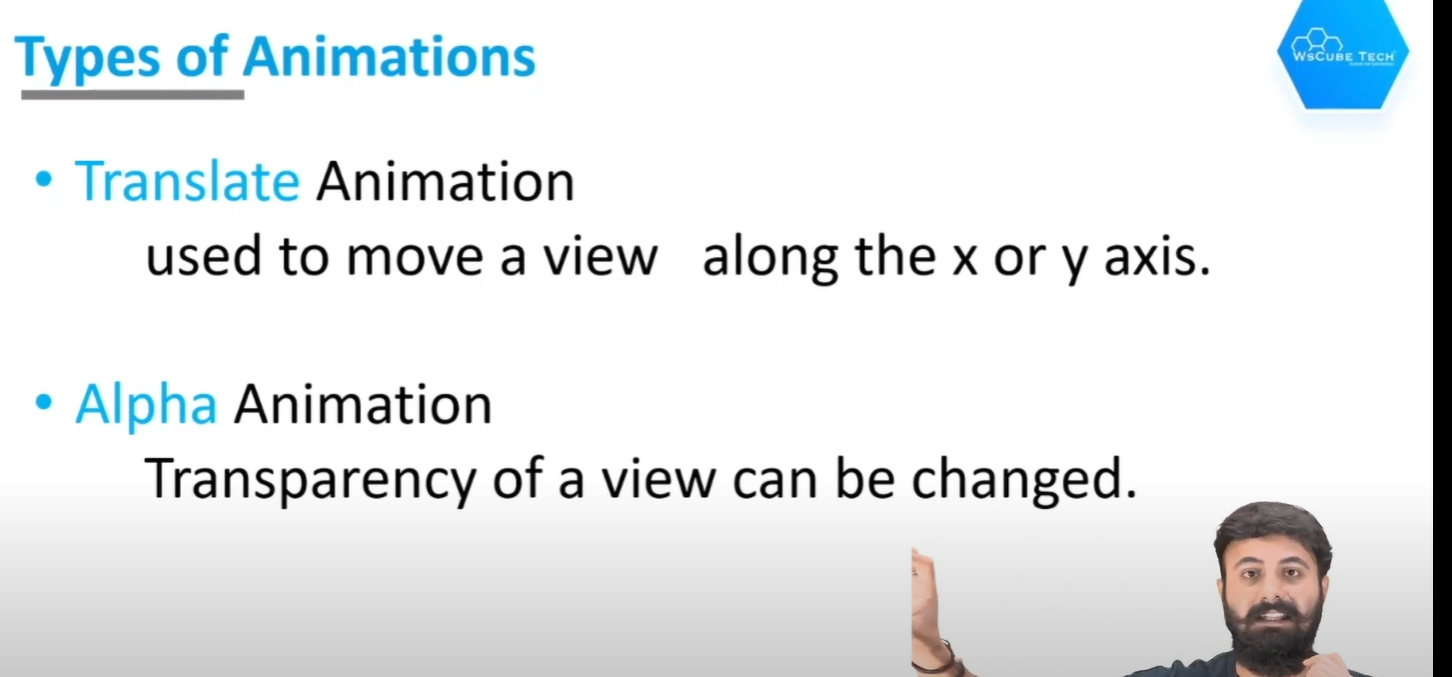 Types of Animations
WSCUBE TECH
• Translate Animation
used to move a view along the x or y axis.
• Alpha Animation
Transparency of a view can be changed.